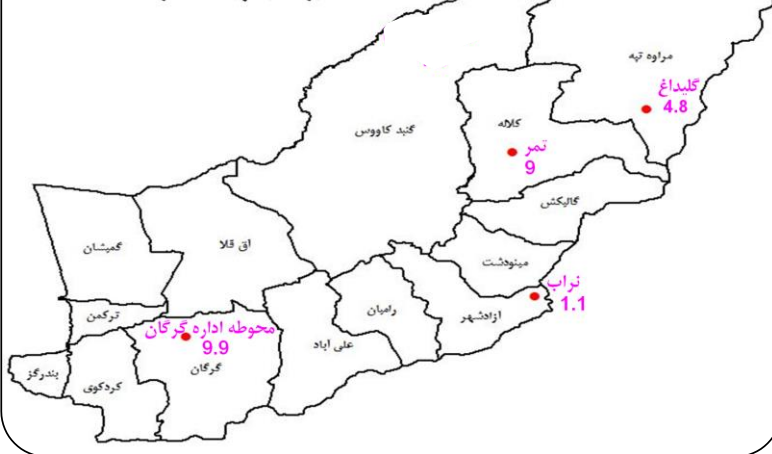 مراوه تپه
گلیداغ
4.8
کلاله
تمر
9
گنبد کاووس
گالیکش
گمیشان
اق قلا
مینودشت
نراب
1.1
ترکمن
محوطه اداره گرگان
9.9
رامیان
ازادشهر
علی اباد
گرگان
بندرگز
کردکوی